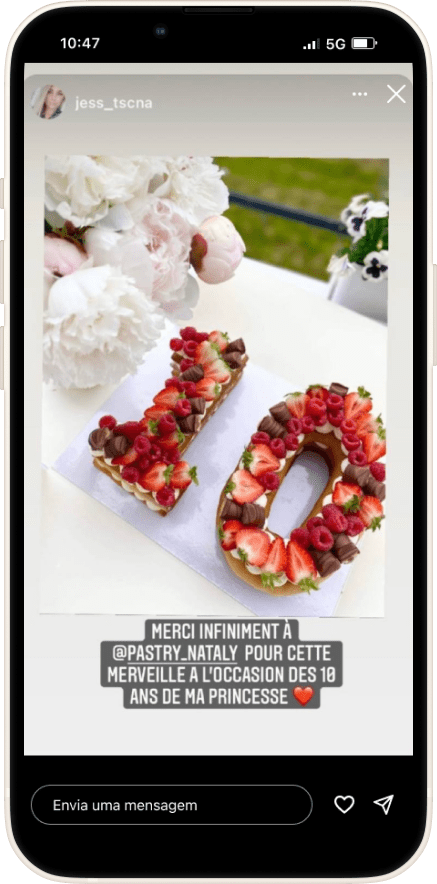 10:47
5G
jess_tscna
MERCI INFINIMENT À
@PASTRY_NATALY POUR CETTE
MERVEILLE A L'OCCASION DES 10
ANS DE MA PRINCESSE ❤️
Envia uma mensagem